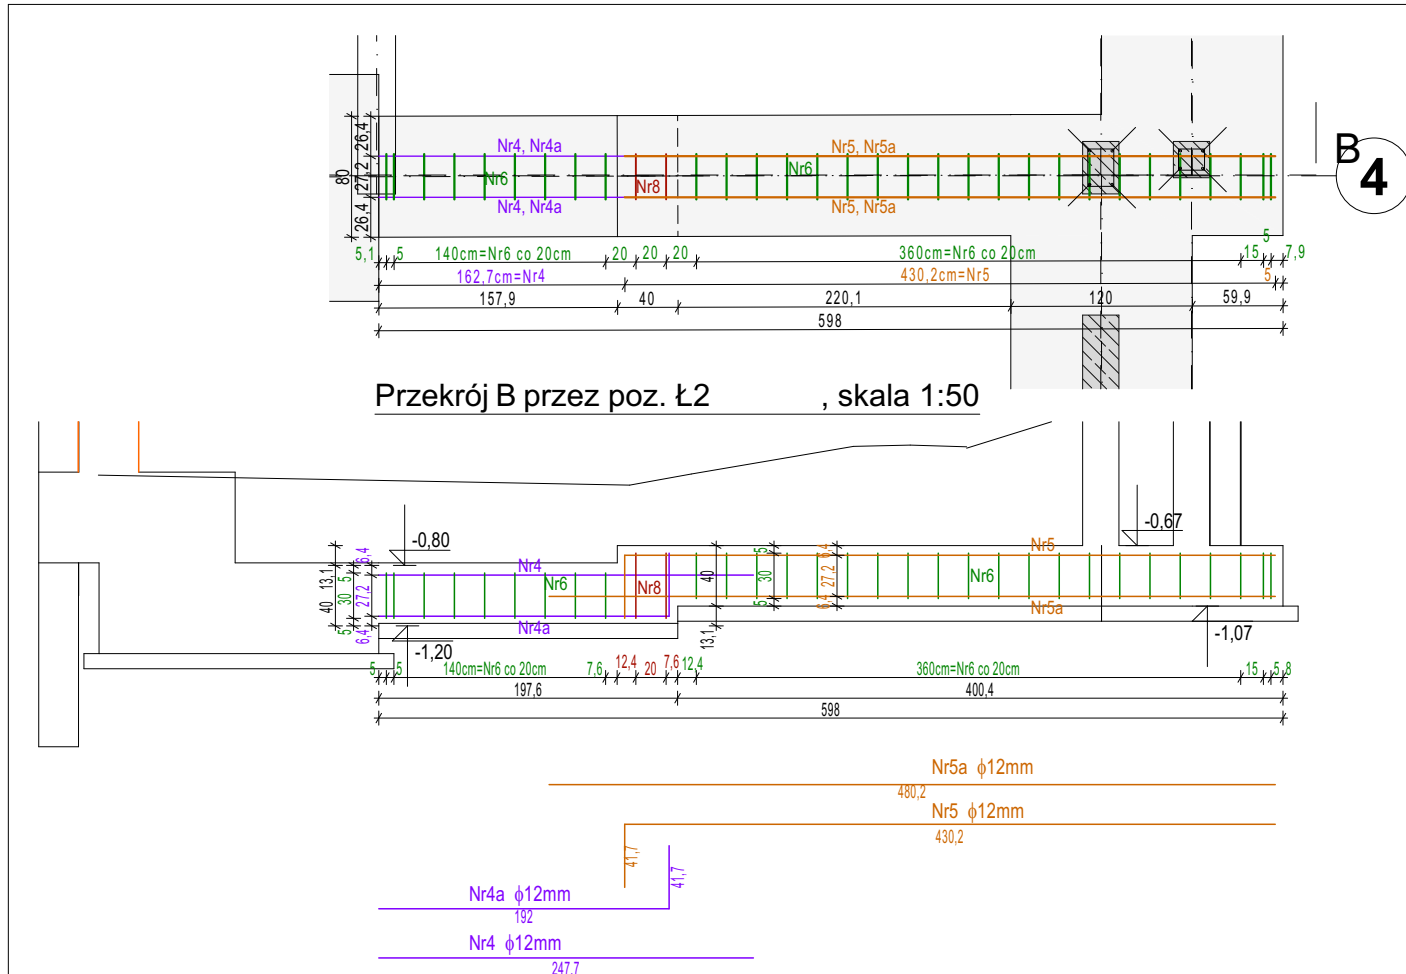 Nr4, Nr4a
Nr5, Nr5a
B
4
Nr6
Nr8
Nr6
Nr4, Nr4a
Nr5, Nr5a
26,4
27,2
26,4
80
5,1
5
140cm=Nr6 co 20cm
20
20
20
360cm=Nr6 co 20cm
15
5
7,9
162,7cm=Nr4
430,2cm=Nr5
5
157,9
40
220,1
120
59,9
598
Przekrój B przez poz. Ł2 , skala 1:50
-0,80
-0,67
Nr4
Nr5
Nr6
Nr8
Nr6
Nr4a
Nr5a
13,1
40
5
30
5
6,4
27,2
6,4
40
13,1
5
30
5
6,4
27,2
6,4
-1,20
-1,07
5
5
140cm=Nr6 co 20cm
7,6
12,4
20
7,6
12,4
360cm=Nr6 co 20cm
15
5,8
197,6
400,4
598
Nr5a ϕ12mm
480,2
Nr5 ϕ12mm
430,2
41,7
41,7
Nr4a ϕ12mm
192
Nr4 ϕ12mm
247,7